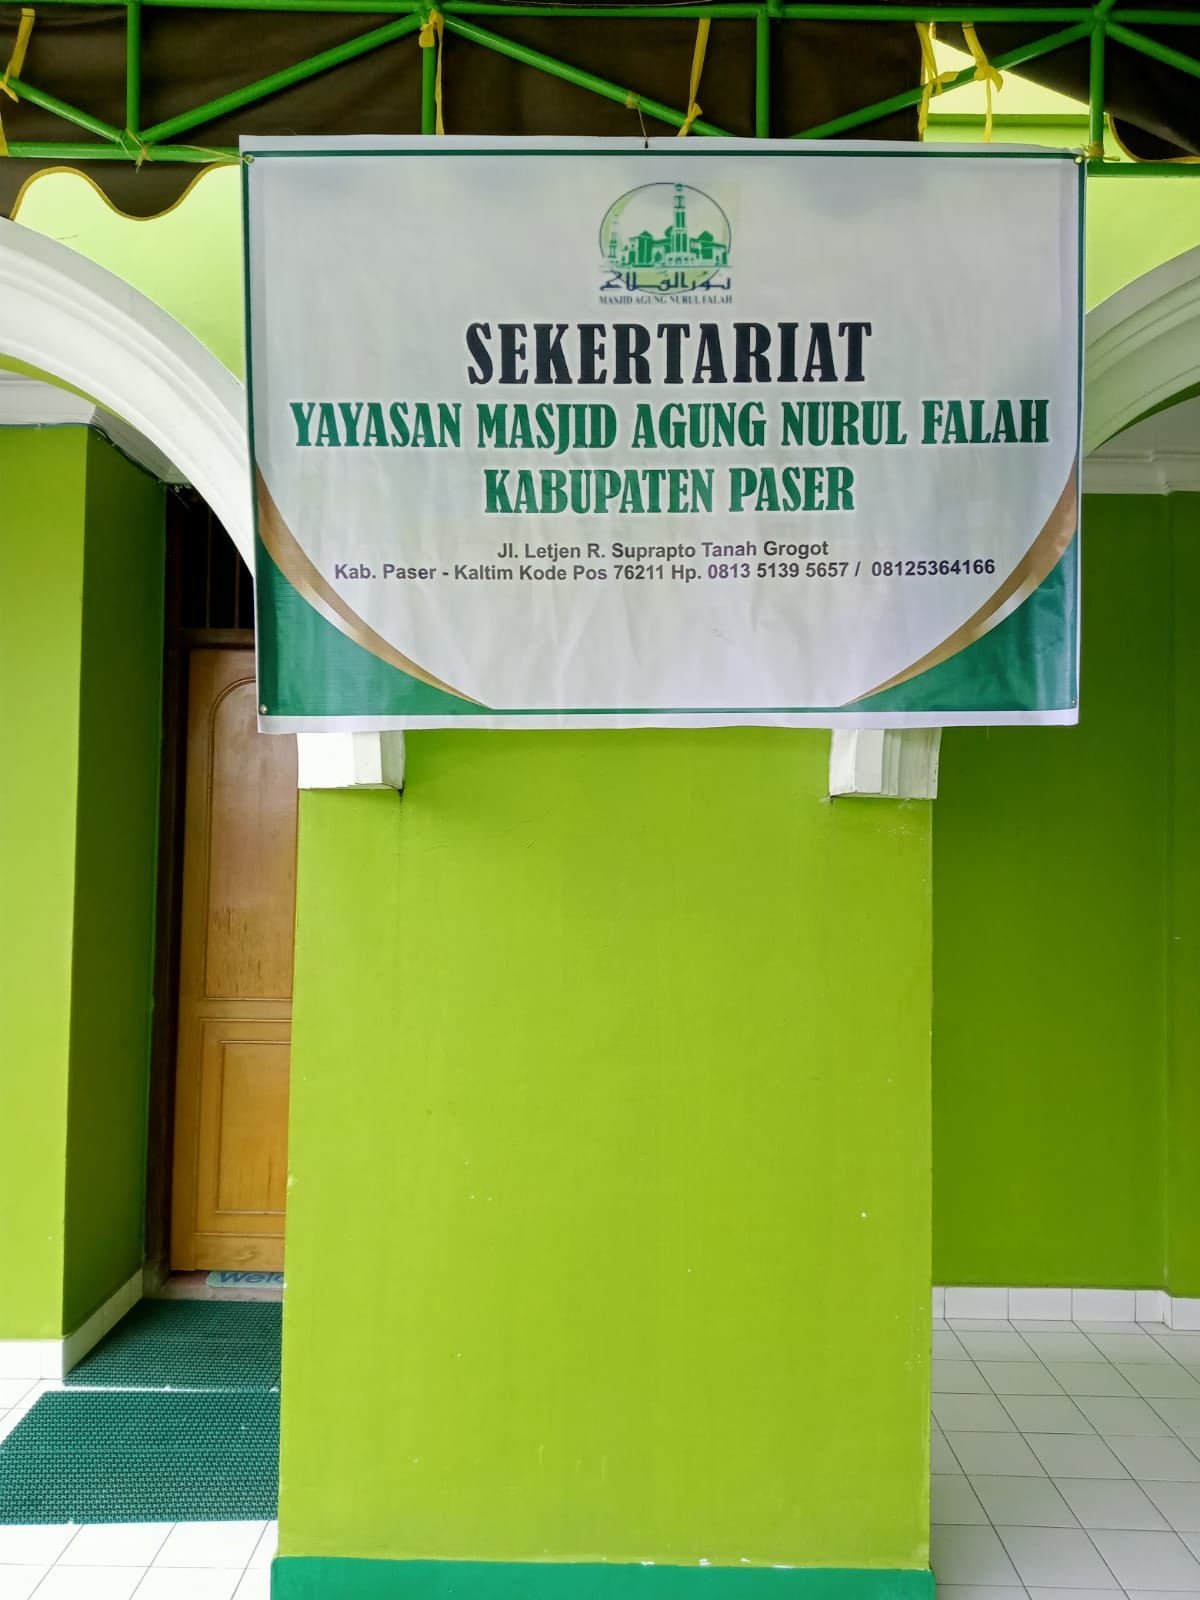 نور الفلاح
MASJID AGUNG NURUL FALAH
SEKERTARIAT
YAYASAN MASJID AGUNG NURUL FALAH
KABUPATEN PASER
Jl. Letjen R. Suprapto Tanah Grogot
Kab. Paser - Kaltim Kode Pos 76211 Hp. 0813 5139 5657 / 08125364166